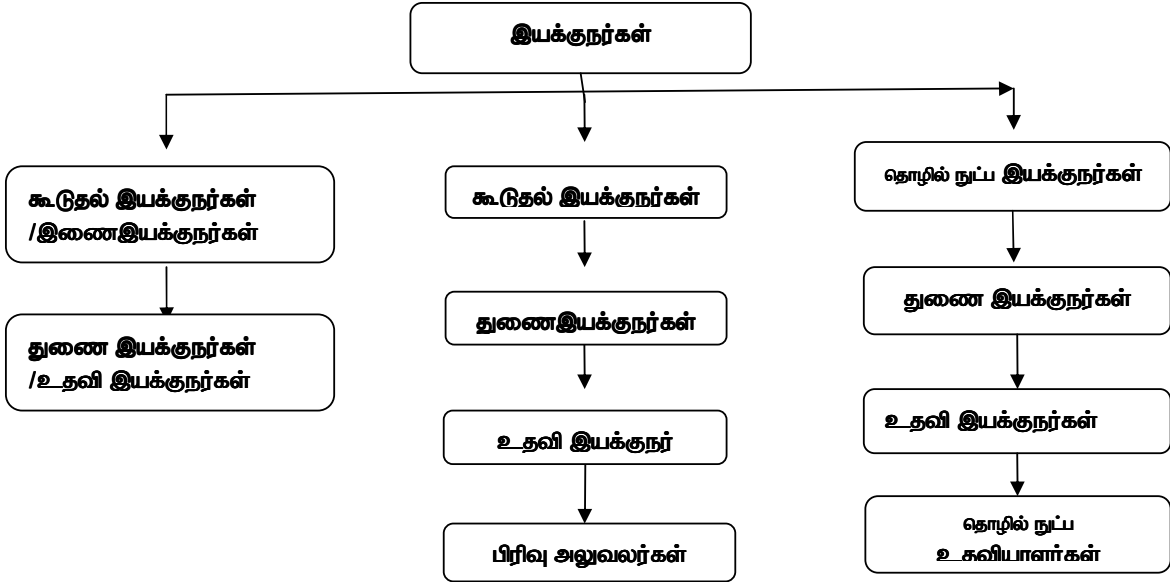 இயக்குநர்கள்
கூடுதல் இயக்குநர்கள்
/இணைஇயக்குநர்கள்
துணை இயக்குநர்கள்
/உதவி இயக்குநர்கள்
கூடுதல் இயக்குநர்கள்
துணைஇயக்குநர்கள்
உதவி இயக்குநர்
பிரிவு அலுவலர்கள்
தொழில் நுட்ப இயக்குநர்கள்
துணை இயக்குநர்கள்
உதவி இயக்குநர்கள்
தொழில் நுட்ப
உதவியாளர்கள்